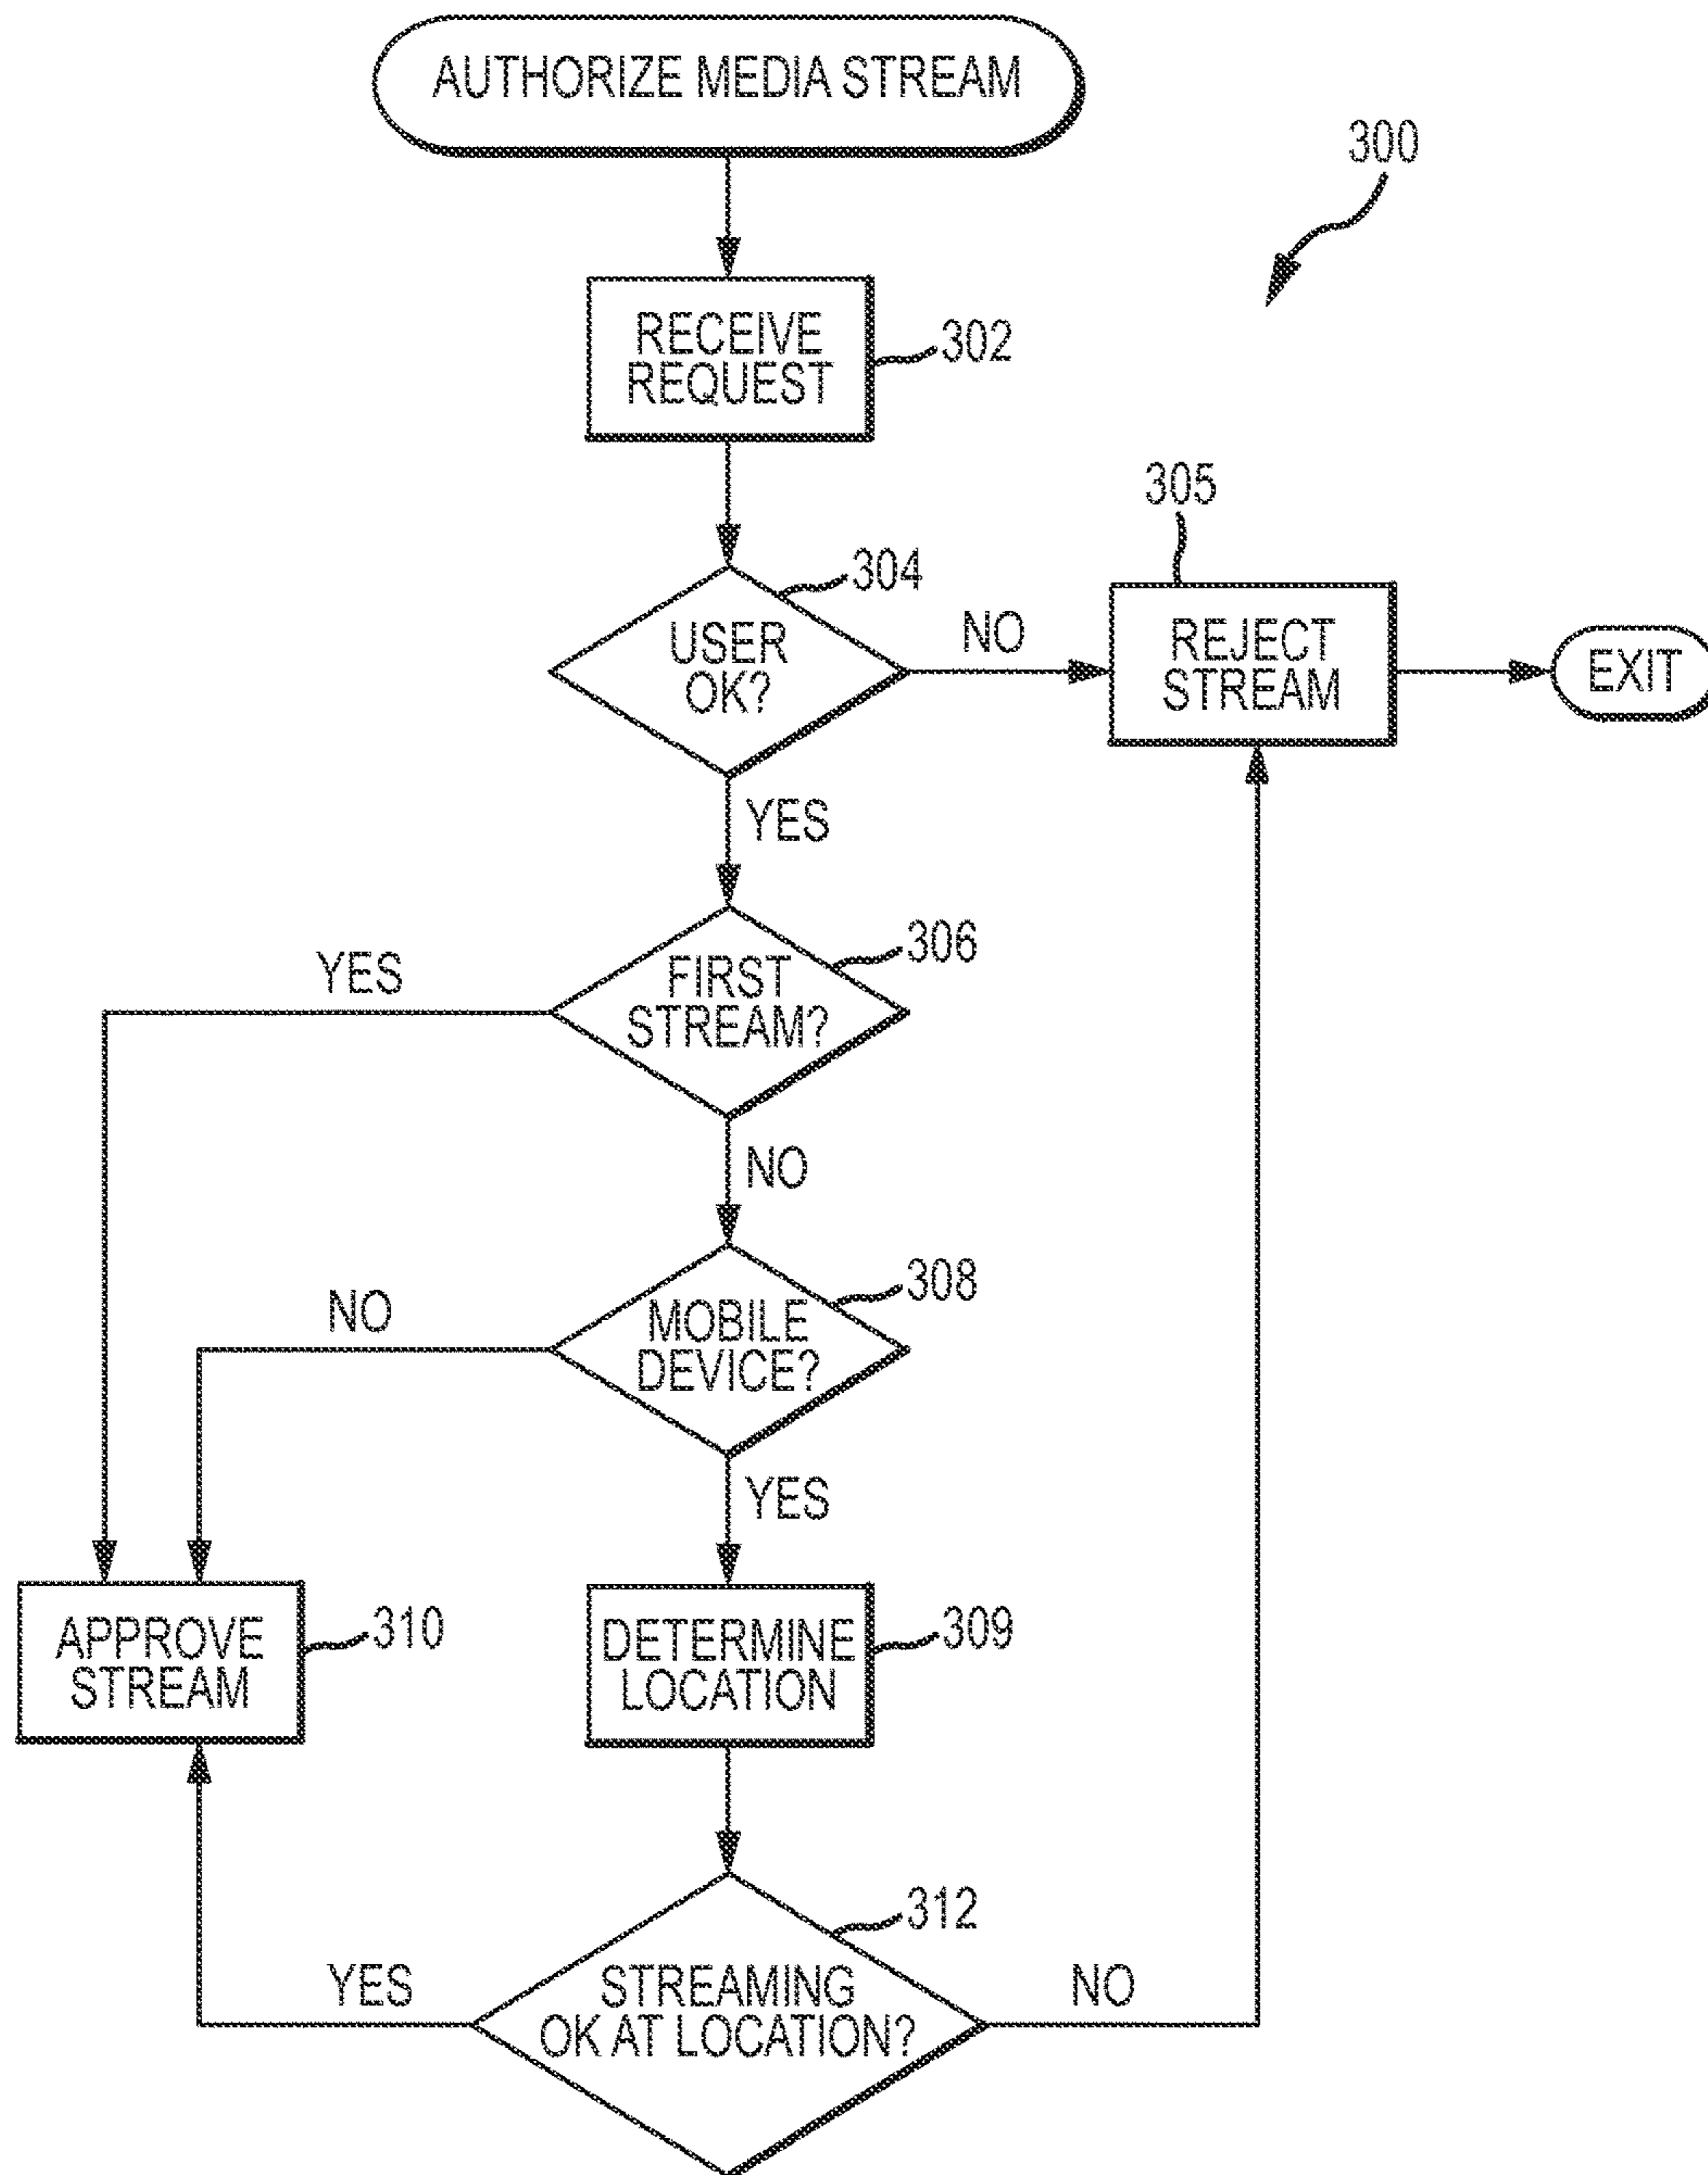 AUTHORIZE MEDIA STREAM
300
RECEIVE
REQUEST
302
305
304
USER
OK?
NO
REJECT
STREAM
EXIT
YES
306
YES
FIRST
STREAM?
NO
308
NO
MOBILE
DEVICE?
YES
APPROVE
STREAM
310
DETERMINE
LOCATION
309
312
YES
STREAMING
OK AT LOCATION?
NO